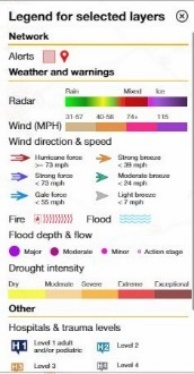 Legend for selected layers
Network
Alerts
Weather and warnings
Rain Mixed Ice
Radar
31-57 40-58 74+ 115
Wind (MPH)
Wind direction & speed
Hurricane force >= 73 mph
Strong breeze < 39 mph
Strong force < 73 mph
Moderate breeze < 24 mph
Gale force < 55 mph
Light breeze < 7 mph
Fire Flood
Flood depth & flow
Major Moderate Minor Action stage
Drought intensity
Dry Moderate Severe Extreme Exceptional
Other
Hospitals & trauma levels
H1 Level 1 adult and/or pediatric
H2 Level 2
H3 Level 3
H4 Level 4